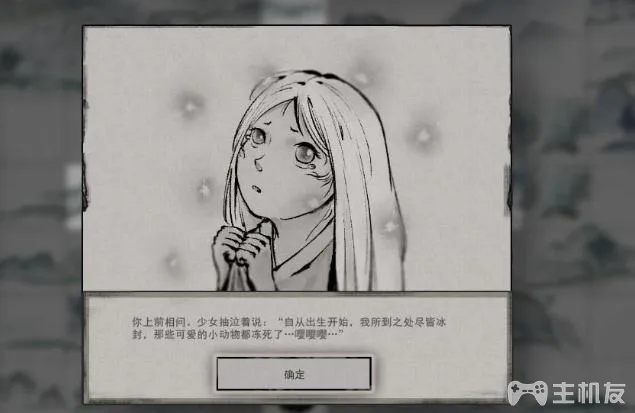 你上前相问，少女抽泣着说：“自从出生开始，我所到之处尽皆冰
封，那些可爱的小动物都冻死了…嘤嘤嘤…”
确定
主机友